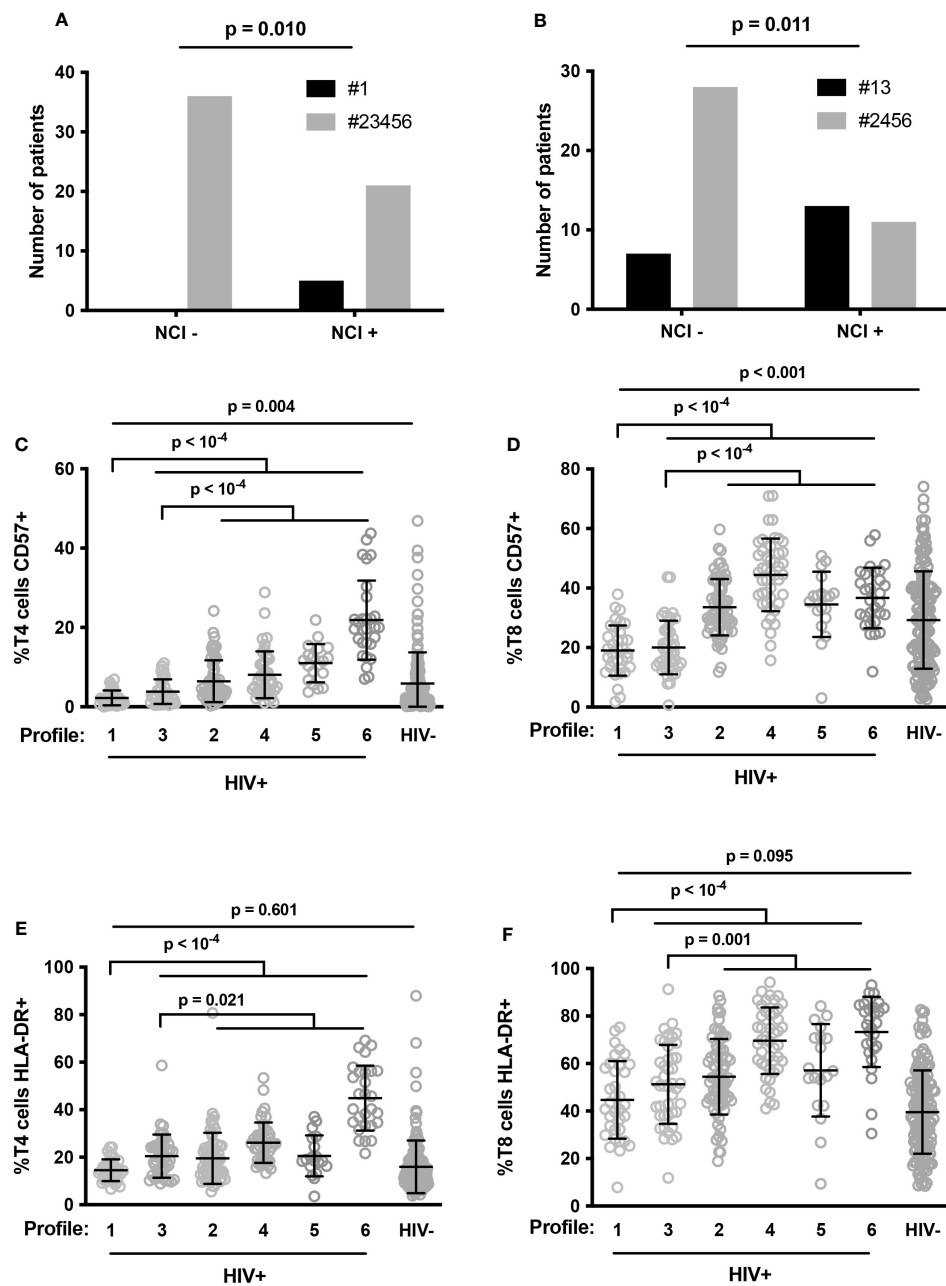 A
p = 0.010
Number of patients
40
30
20
10
0
#1
#23456
NCI -
NCI +
B
p = 0.011
Number of patients
30
20
10
0
#13
#2456
NCI -
NCI +
C
p = 0.004
p < 10-4
p < 10-4
%T4 cells CD57+
60
40
20
0
Profile: 1 3 2 4 5 6 HIV-
HIV+
D
p < 0.001
p < 10-4
p < 10-4
%T8 cells CD57+
80
60
40
20
0
Profile: 1 3 2 4 5 6 HIV-
HIV+
E
p = 0.601
p < 10-4
p = 0.021
%T4 cells HLA-DR+
100
80
60
40
20
0
Profile: 1 3 2 4 5 6 HIV-
HIV+
F
p = 0.095
p < 10-4
p = 0.001
%T8 cells HLA-DR+
100
80
60
40
20
0
Profile: 1 3 2 4 5 6 HIV-
HIV+